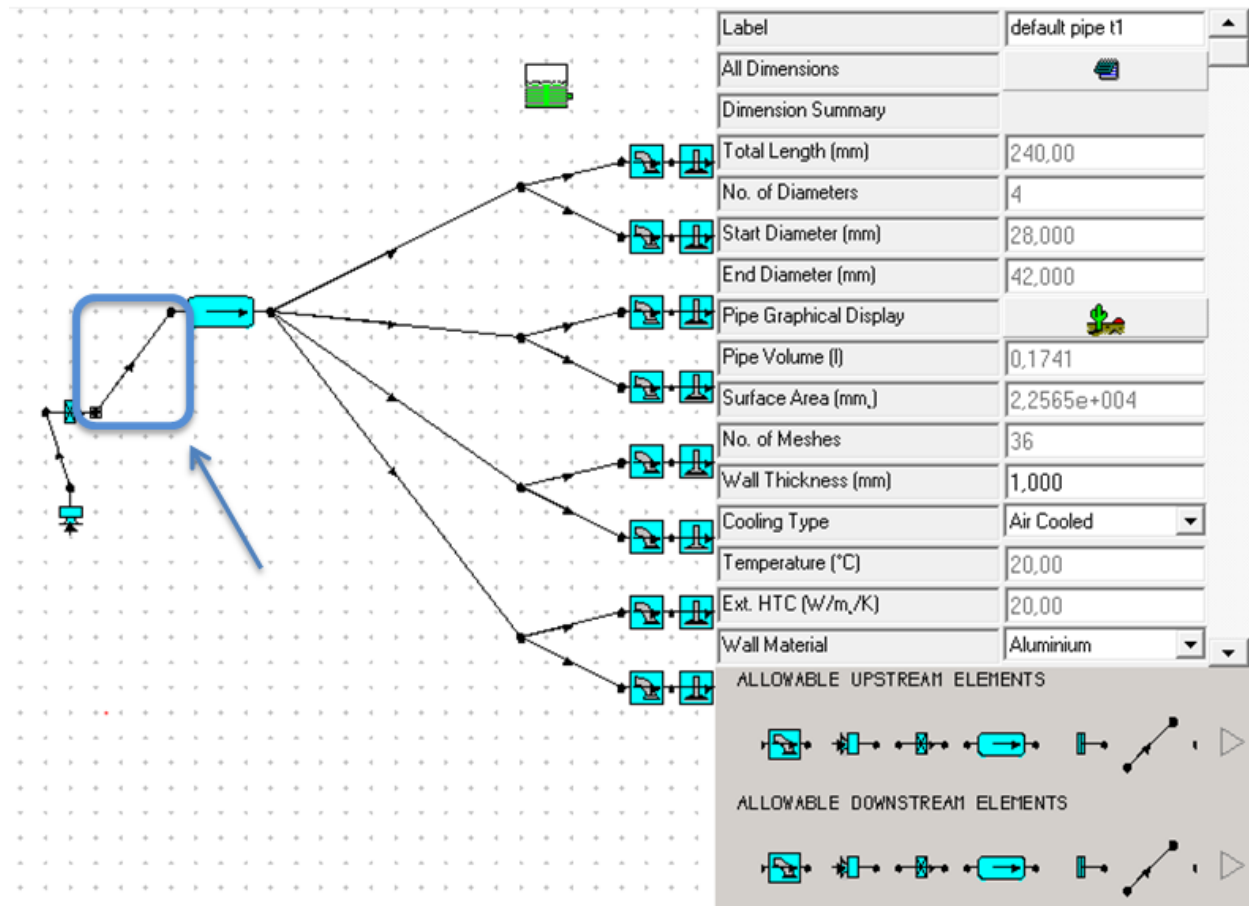 Label default pipe t1
All Dimensions
Dimension Summary
Total Length (mm) 240,00
No. of Diameters 4
Start Diameter (mm) 28,000
End Diameter (mm) 42,000
Pipe Graphical Display
Pipe Volume (l) 0,1741
Surface Area (mm˛) 2,2565e+004
No. of Meshes 36
Wall Thickness (mm) 1,000
Cooling Type Air Cooled
Temperature (°C) 20,00
Ext. HTC (W/m˛/K) 20,00
Wall Material Aluminium
ALLOWABLE UPSTREAM ELEMENTS
ALLOWABLE DOWNSTREAM ELEMENTS